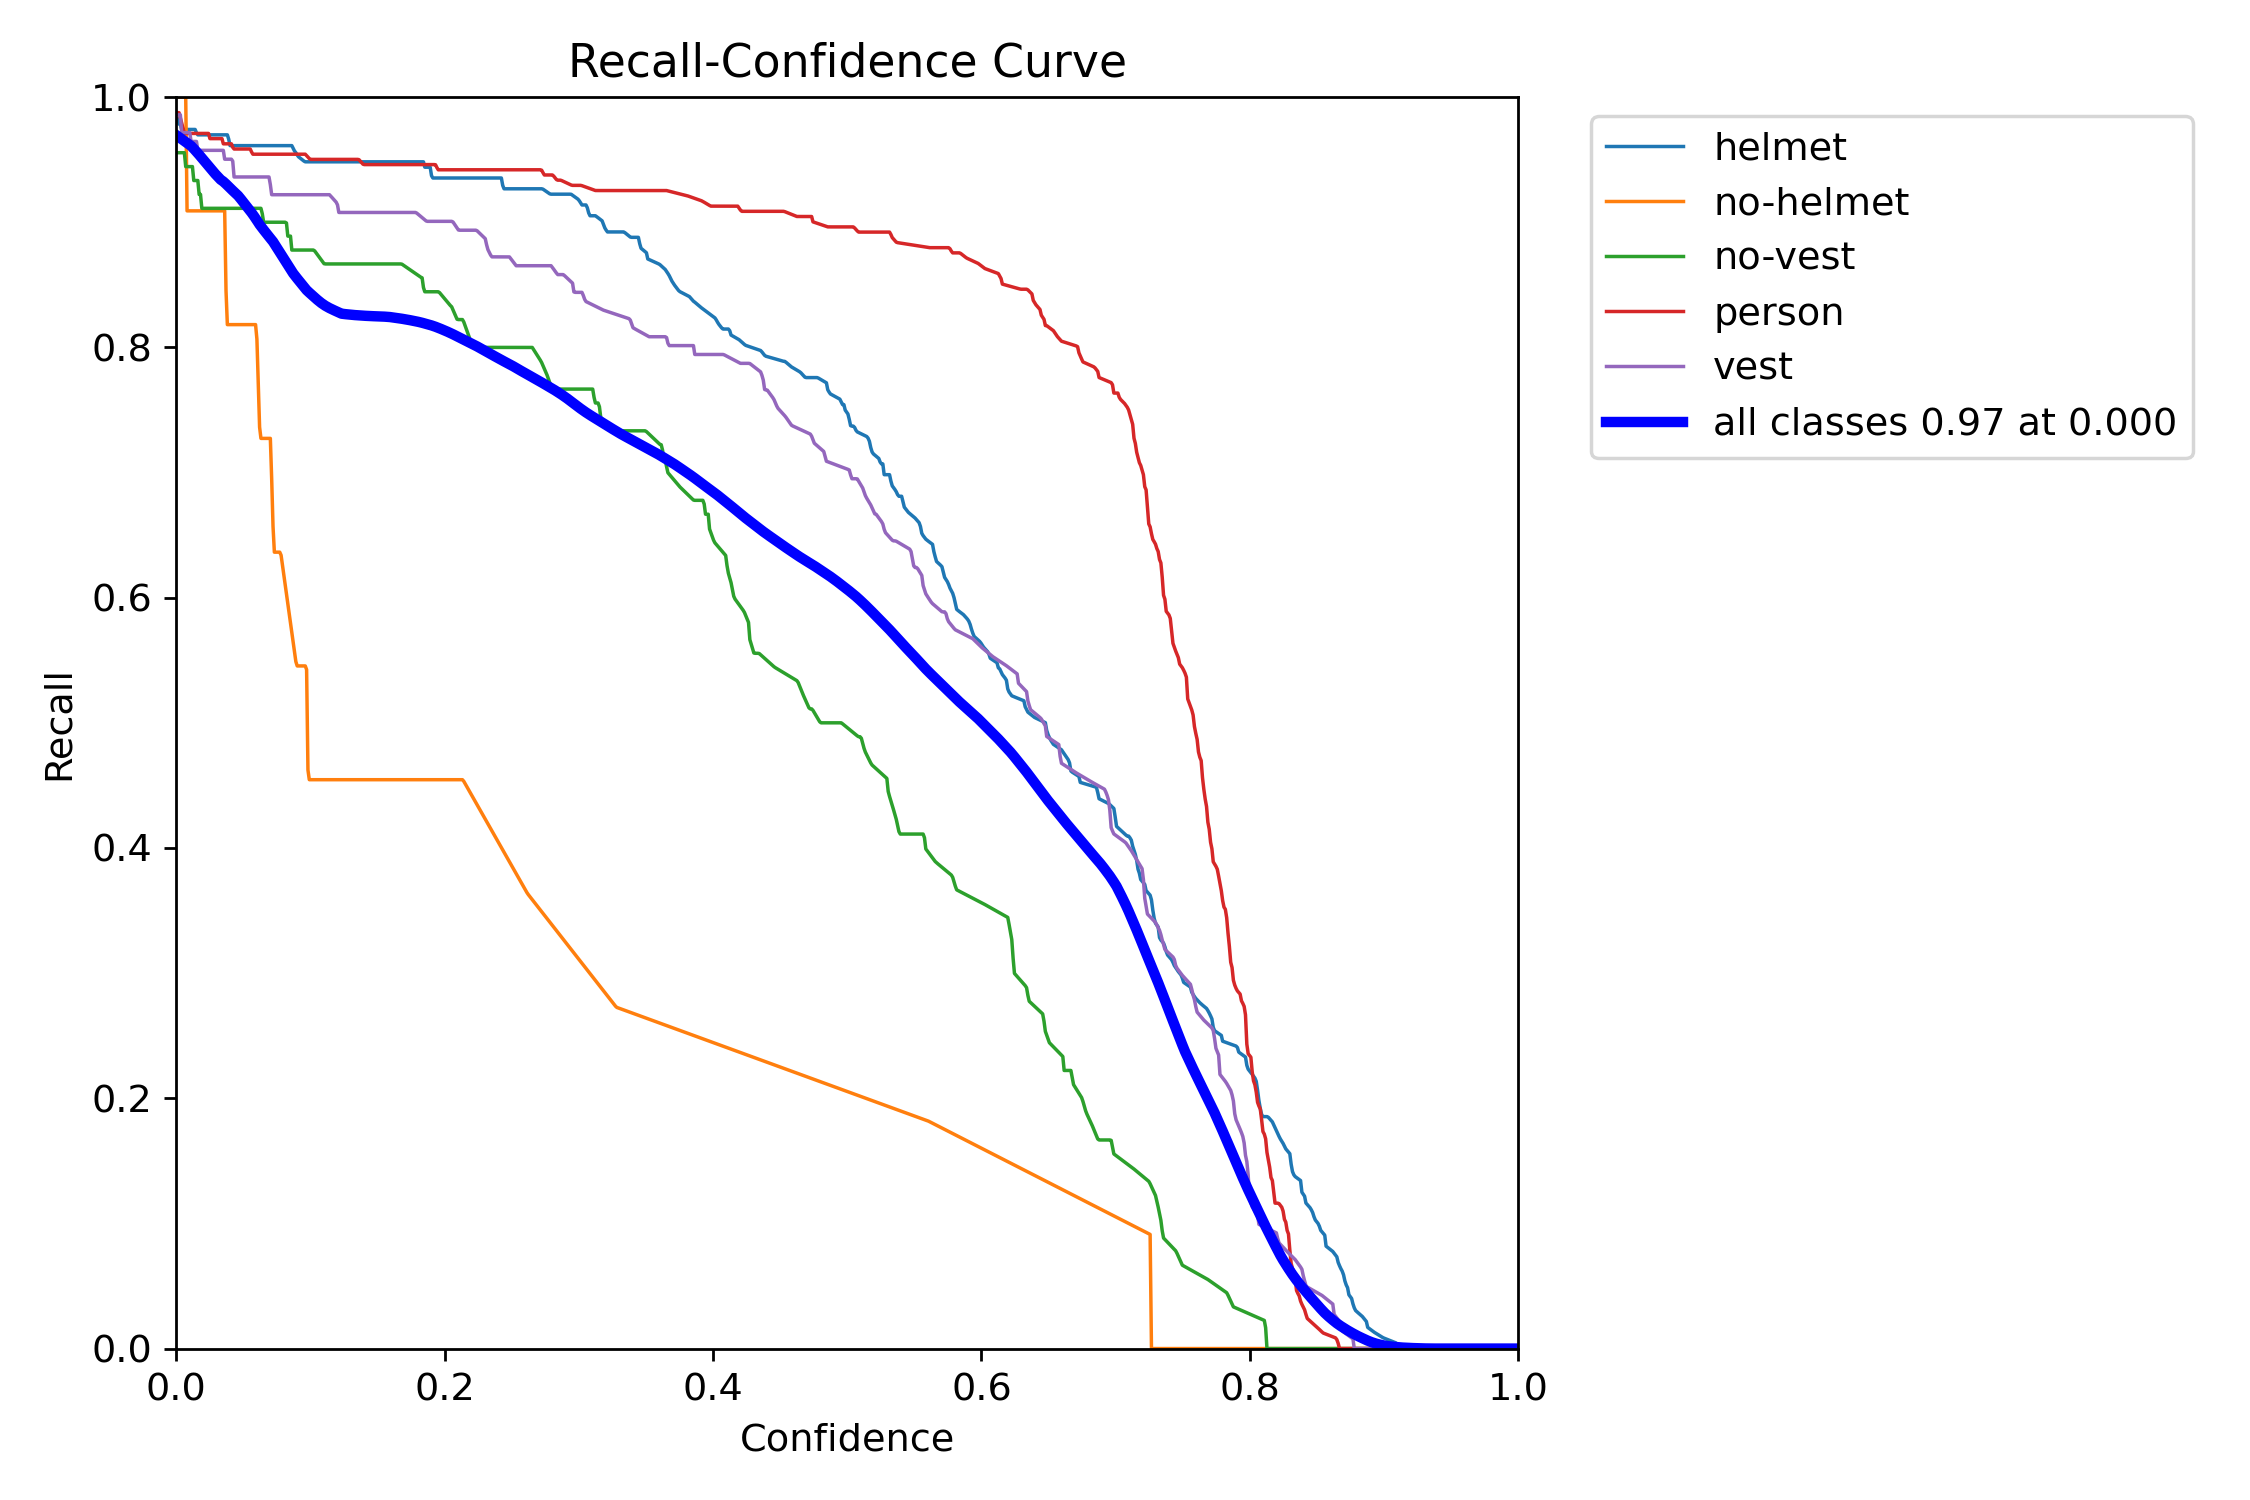 Recall-Confidence Curve
1.0
0.8
0.6
0.4
0.2
0.0
Recall
0.0 0.2 0.4 0.6 0.8 1.0
Confidence
helmet
no-helmet
no-vest
person
vest
all classes 0.97 at 0.000